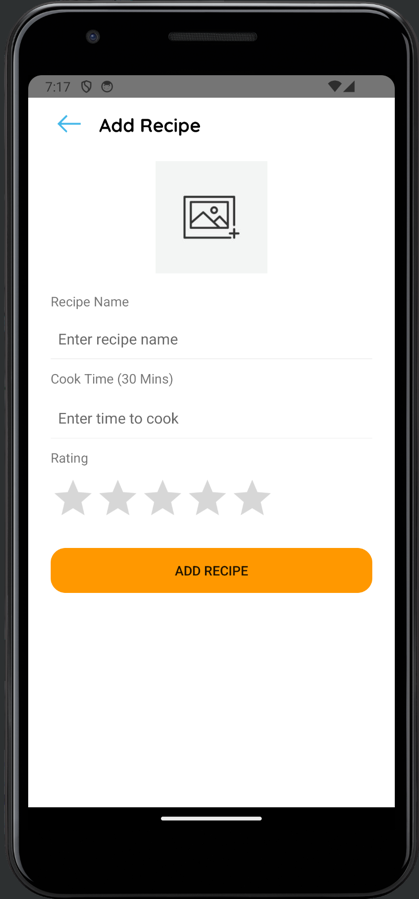 7:17
Add Recipe
Recipe Name
Enter recipe name
Cook Time (30 Mins)
Enter time to cook
Rating
ADD RECIPE